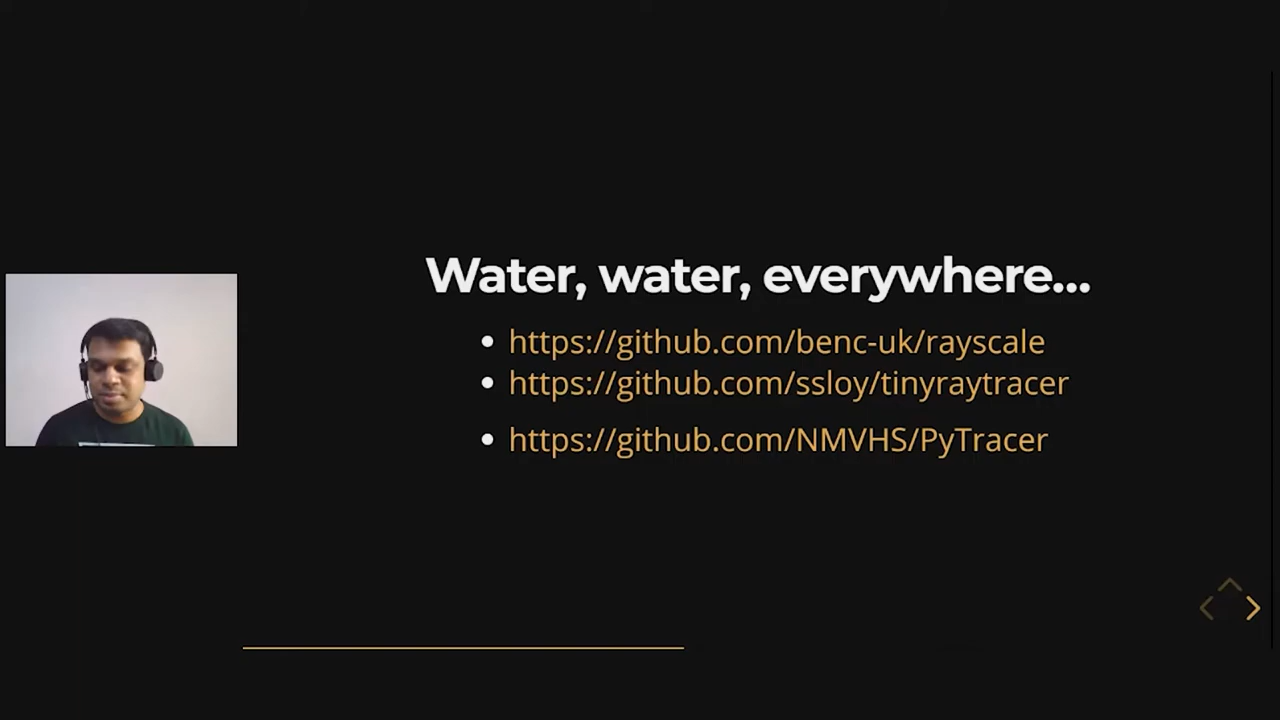 Water, water, everywhere...
https://github.com/benc-uk/rayscale
https://github.com/ssloy/tinyraytracer
https://github.com/NMVHS/PyTracer